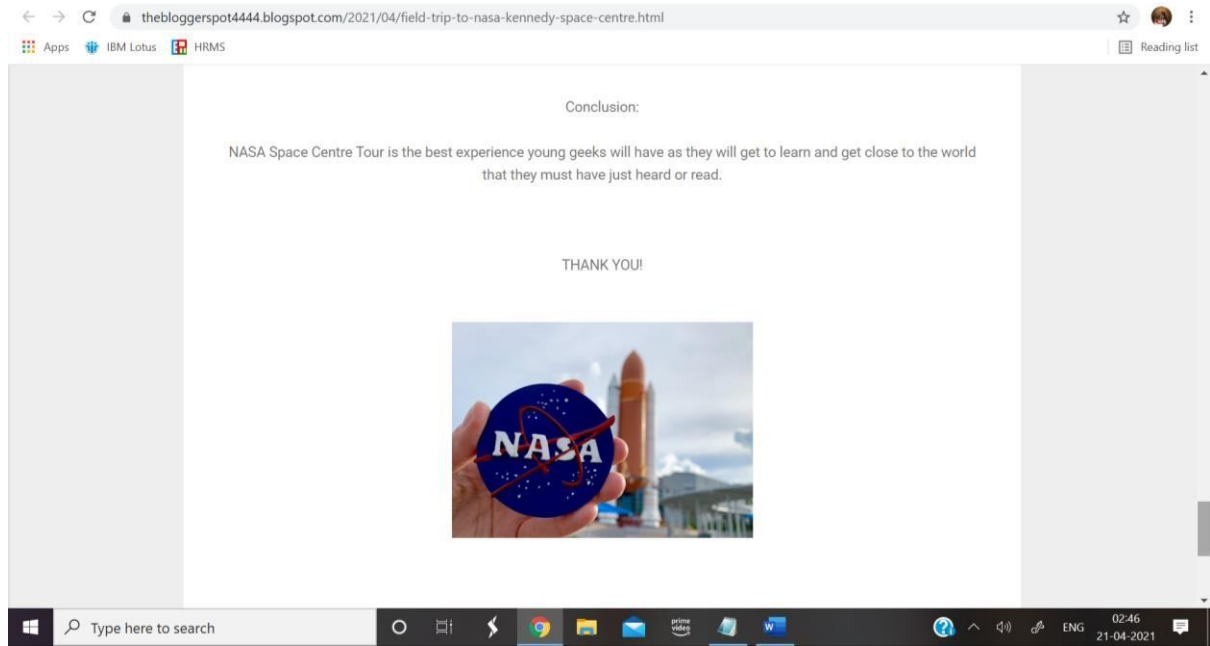 thebloggerspot4444.blogspot.com/2021/04/field-trip-to-nasa-kennedy-space-centre.html
Apps IBM Lotus HRMS Reading list
Conclusion:
NASA Space Centre Tour is the best experience young geeks will have as they will get to learn and get close to the world
that they must have just heard or read.
THANK YOU!
NASA
Type here to search
prime
video
W
ENG
02:46
21-04-2021